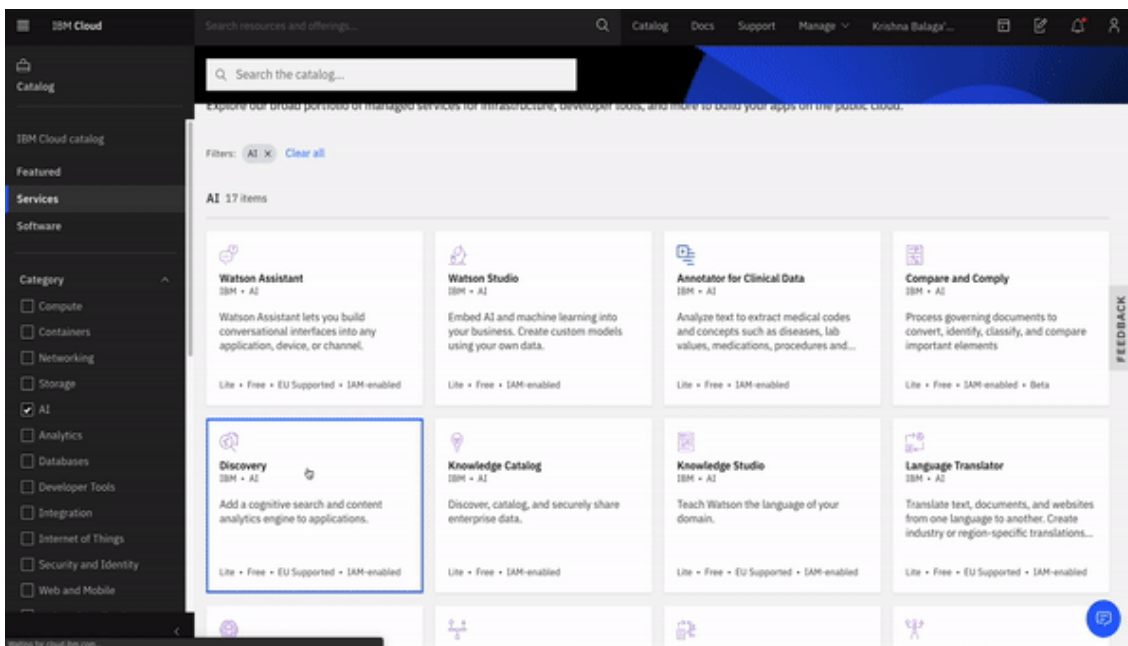 IBM Cloud
Search resources and offerings...
Catalog
Docs
Support
Manage
Krishna Balaga'...
Catalog
Search the catalog...
Explore our broad portfolio of managed services for infrastructure, developer tools, and more to build your apps on the public cloud.
IBM Cloud catalog
Featured
Services
Software
Filters: AI × Clear all
AI 17 items
Category
Compute
Containers
Networking
Storage
AI
Analytics
Databases
Developer Tools
Integration
Internet of Things
Security and Identity
Web and Mobile
Watson Assistant
IBM • AI
Watson Assistant lets you build
conversational interfaces into any
application, device, or channel.
Lite • Free • EU Supported • IAM-enabled
Watson Studio
IBM • AI
Embed AI and machine learning into
your business. Create custom models
using your own data.
Lite • Free • IAM-enabled
Annotator for Clinical Data
IBM • AI
Analyze text to extract medical codes
and concepts such as diseases, lab
values, medications, procedures and...
Lite • Free • IAM-enabled
Compare and Comply
IBM • AI
Process governing documents to
convert, identify, classify, and compare
important elements
Lite • Free • IAM-enabled • Beta
Discovery
IBM • AI
Add a cognitive search and content
analytics engine to applications.
Lite • Free • EU Supported • IAM-enabled
Knowledge Catalog
IBM • AI
Discover, catalog, and securely share
enterprise data.
Lite • Free • IAM-enabled
Knowledge Studio
IBM • AI
Teach Watson the language of your
domain.
Lite • Free • EU Supported • IAM-enabled
Language Translator
IBM • AI
Translate text, documents, and websites
from one language to another. Create
industry or region-specific translations...
Lite • Free • EU Supported • IAM-enabled
FEEDBACK
Waiting for cloud.ibm.com...